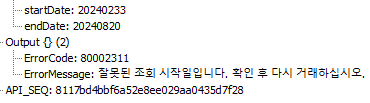 startDate: 20240233
endDate: 20240820
Output {} (2)
ErrorCode: 80002311
ErrorMessage: 잘못된 조회 시작일입니다. 확인 후 다시 거래하십시오.
API_SEQ: 8117bd4bbf6a52e8ee029aa0435d7f28